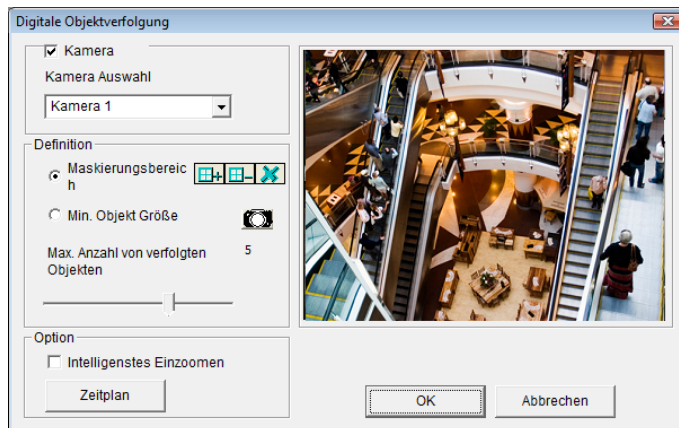 Digitale Objektverfolgung
Kamera
Kamera Auswahl
Kamera 1
Definition
Maskierungsbereic
h
Min. Objekt Größe
Max. Anzahl von verfolgten
Objekten
5
Option
Intelligenstes Einzoomen
Zeitplan
OK
Abbrechen